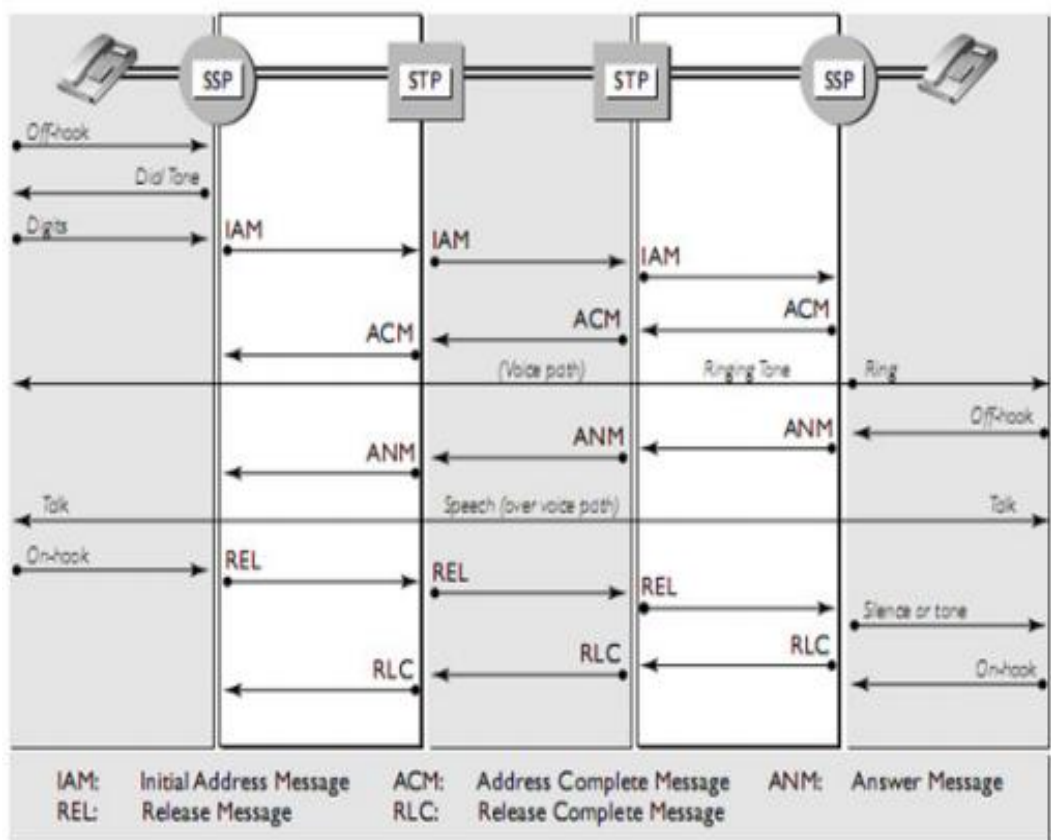 SSP STP STP SSP
Off-hook
Dial Tone
Digits
IAM
IAM
IAM
ACM
ACM
ACM
(Voice path) Ringing Tone Ring
Off-hook
ANM
ANM
ANM
Talk Speech (over voice path) Talk
On-hook
REL
REL
REL
Silence or tone
RLC
RLC
RLC
On-hook
IAM: Initial Address Message ACM: Address Complete Message ANM: Answer Message
REL: Release Message RLC: Release Complete Message